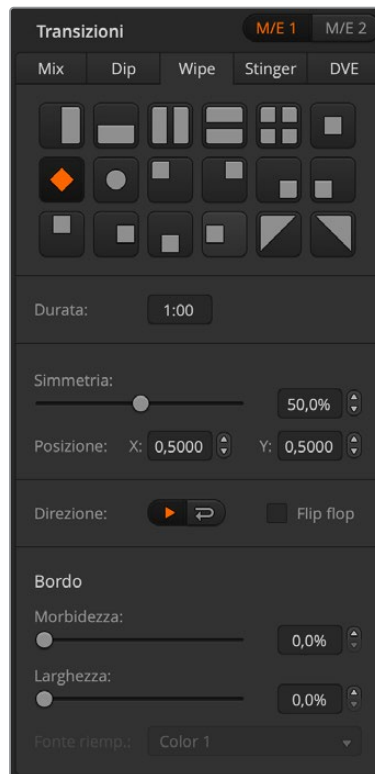 Transizioni M/E 1 M/E 2
Mix Dip Wipe Stinger DVE
Durata: 1:00
Simmetria:
50,0%
Posizione: X: 0,5000 Y: 0,5000
Direzione: Flip flop
Bordo
Morbidezza:
0,0%
Larghezza:
0,0%
Fonte riemp.: Color 1